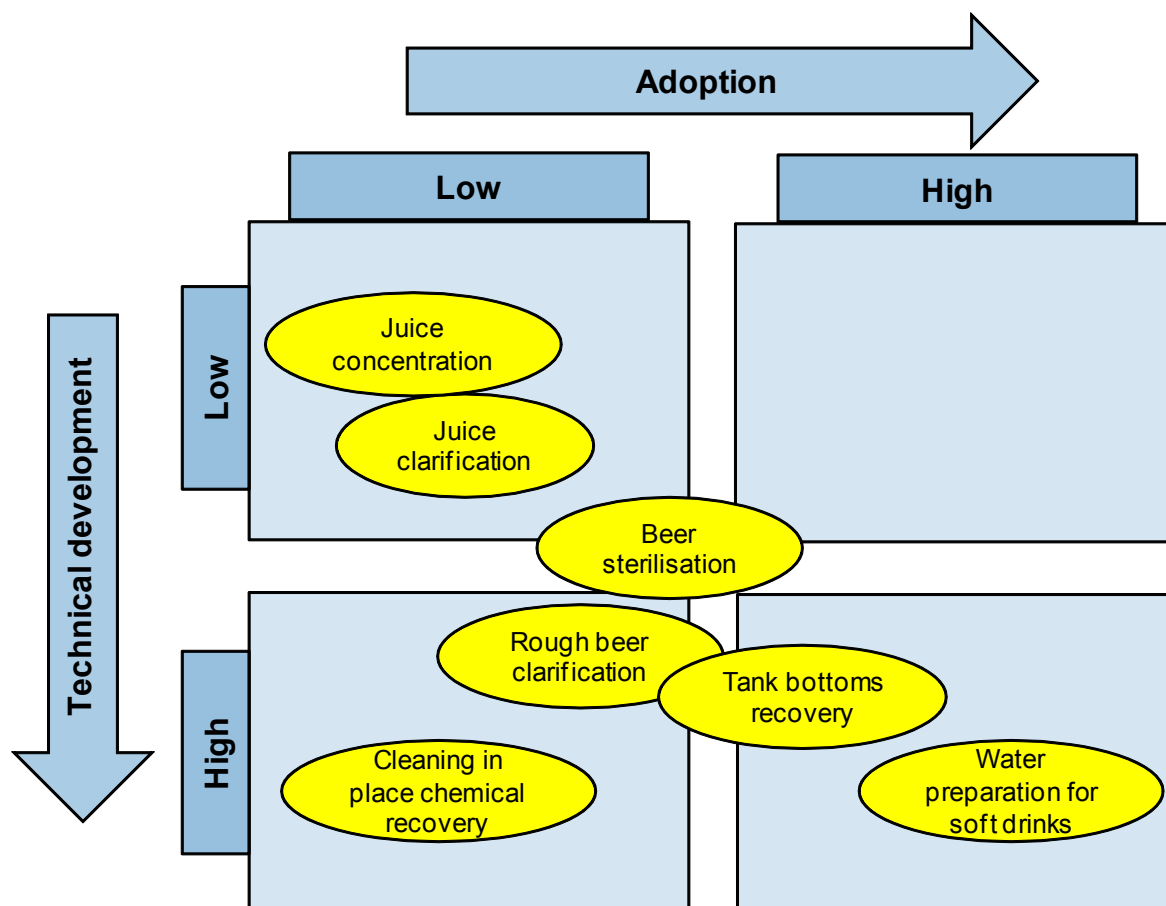 Adoption
Low
High
Technical development
Low
Juice
concentration
Juice
clarification
Beer
sterilisation
High
Rough beer
clarification
Tank bottoms
recovery
Cleaning in
place chemical
recovery
Water
preparation for
soft drinks